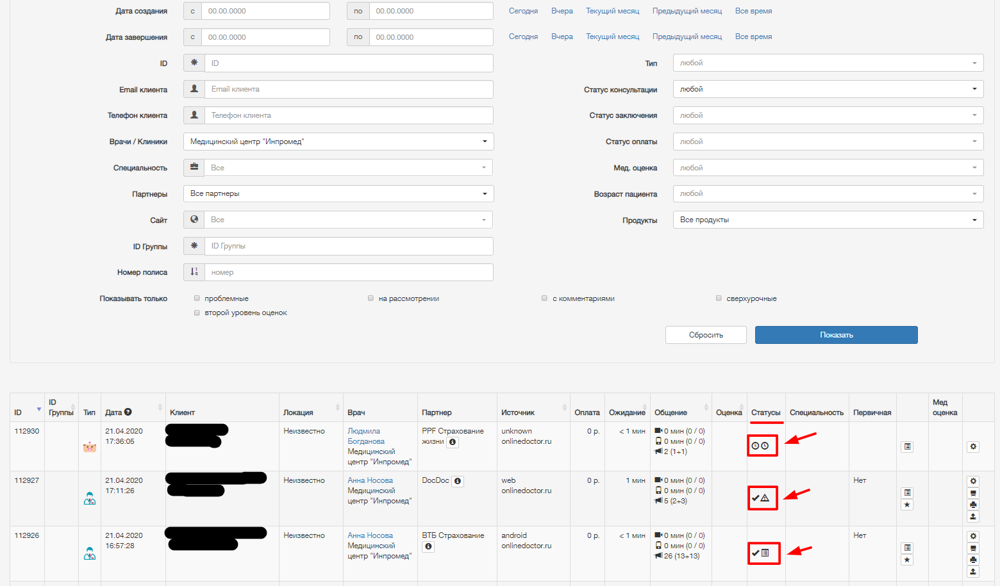 Дата создания с 00.00.0000 по 00.00.0000 Сегодня Вчера Текущий месяц Предыдущий месяц Все время
Дата завершения с 00.00.0000 по 00.00.0000 Сегодня Вчера Текущий месяц Предыдущий месяц Все время
ID ID Тип любой
Email клиента Email клиента Статус консультации любой
Телефон клиента Телефон клиента Статус заключения любой
Врачи / Клиники Медицинский центр "Инпромед" Статус оплаты любой
Специальность Все Мед. оценка любой
Партнеры Все партнеры Возраст пациента любой
Сайт Все Продукты Все продукты
ID Группы ID Группы
Номер полиса номер
Показывать только проблемные на рассмотрении с комментариями сверхурочные
второй уровень оценок
Сбросить Показать
ID ID Группы Тип Дата Клиент Локация Врач Партнер Источник Оплата Ожидание Общение Оценка Статусы Специальность Первичная Мед оценка
112930 21.04.2020 Неизвестно Людмила PPF Страхование unknown 0 р. < 1 мин 0 мин (0 / 0)
17:36:05 Богданова жизни onlinedoctor.ru 0 мин (0 / 0)
Медицинский 2 (1+1)
центр "Инпромед"
112927 21.04.2020 Неизвестно Анна Носова DocDoc web 0 р. 1 мин 0 мин (0 / 0) Нет
17:11:26 Медицинский onlinedoctor.ru 0 мин (0 / 0)
центр "Инпромед" 5 (2+3)
112926 21.04.2020 Неизвестно Анна Носова ВТБ Страхование android 0 р. < 1 мин 0 мин (0 / 0) Нет
16:57:28 Медицинский onlinedoctor.ru 0 мин (0 / 0)
центр "Инпромед" 26 (13+13)